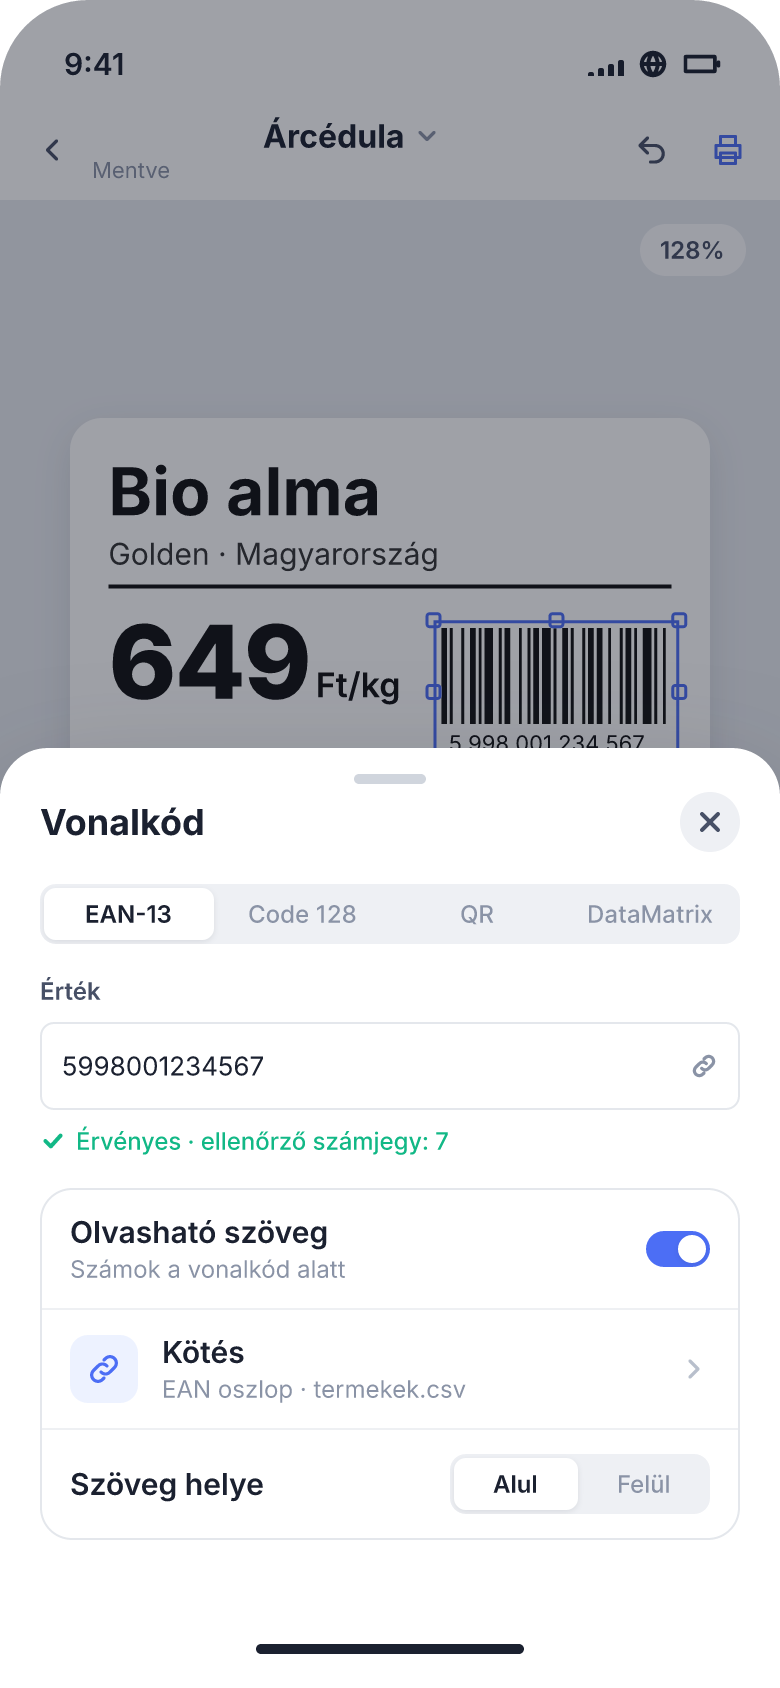 9:41
Árcédula
Mentve
128%
Bio alma
Golden · Magyarország
649 Ft/kg
5 998 001 234 567
Vonalkód
EAN-13 Code 128 QR DataMatrix
Érték
5998001234567
Érvényes · ellenőrző számjegy: 7
Olvasható szöveg
Számok a vonalkód alatt
Kötés
EAN oszlop · termekek.csv
Szöveg helye
Alul Felül